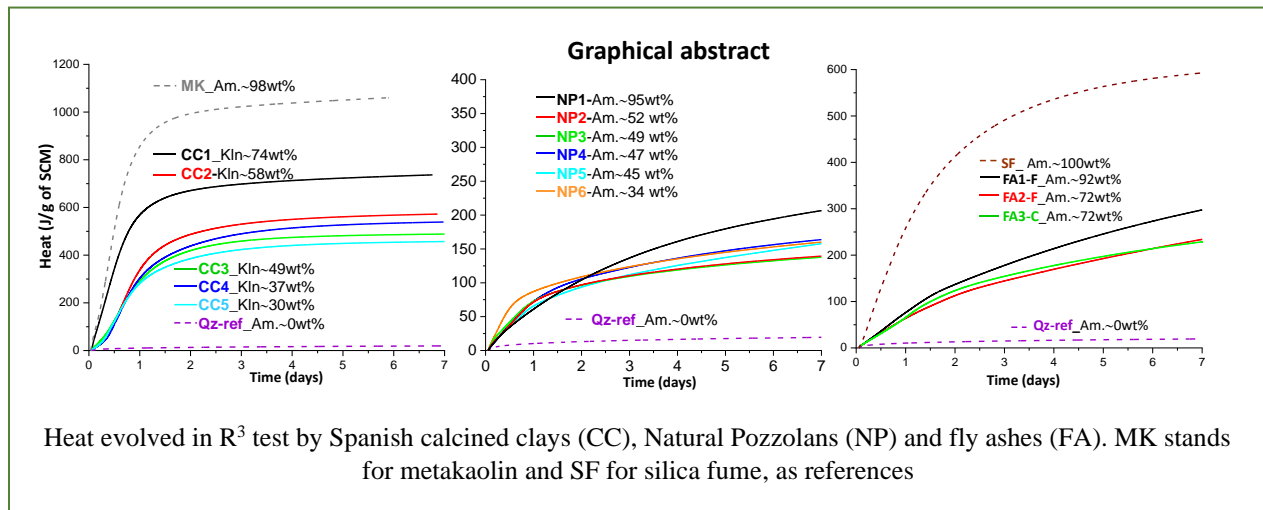 Graphical abstract
1200
1000
800
600
400
200
0
Heat (J/g of SCM)
MK_Am.~98wt%
CC1_Kln~74wt%
CC2-Kln~58wt%
CC3_Kln~49wt%
CC4_Kln~37wt%
CC5_Kln~30wt%
Qz-ref_Am.~0wt%
0 1 2 3 4 5 6 7
Time (days)
400
350
300
250
200
150
100
50
0
NP1-Am.~95wt%
NP2-Am.~52 wt%
NP3-Am.~49 wt%
NP4-Am.~47 wt%
NP5-Am~45 wt%
NP6-Am.~34 wt%
Qz-ref_Am.~0wt%
0 1 2 3 4 5 6 7
Time (days)
600
500
400
300
200
100
0
SF_ Am.~100wt%
FA1-F_Am.~92wt%
FA2-F_Am.~72wt%
FA3-C_Am.~72wt%
Qz-ref_Am.~0wt%
0 1 2 3 4 5 6 7
Time (days)
Heat evolved in R³ test by Spanish calcined clays (CC), Natural Pozzolans (NP) and fly ashes (FA). MK stands
for metakaolin and SF for silica fume, as references